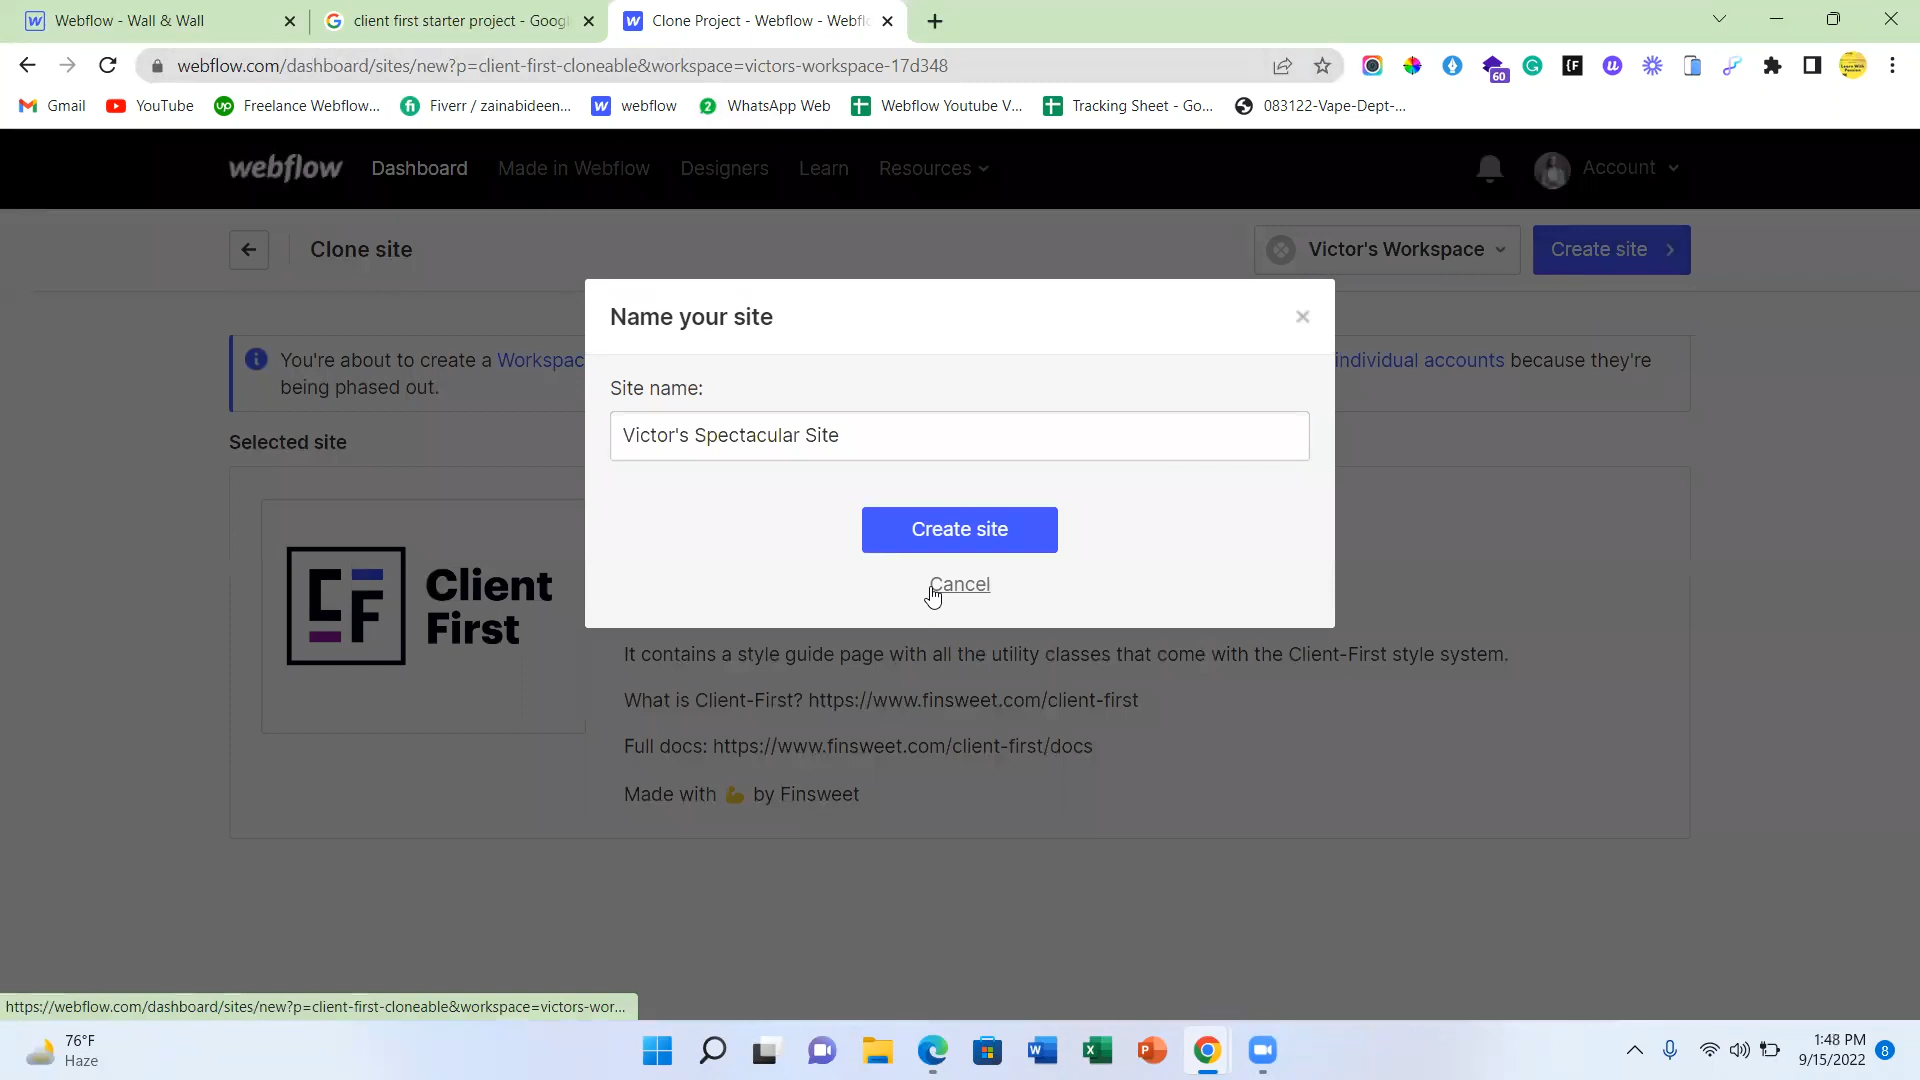 Webflow - Wall & Wall
client first starter project - Goog
Clone Project - Webflow - Webfl
webflow.com/dashboard/sites/new?p=client-first-cloneable&workspace=victors-workspace-17d348
60
Gmail
YouTube
Freelance Webflow...
Fiverr / zainabideen...
webflow
WhatsApp Web
Webflow Youtube V...
Tracking Sheet - Go...
083122-Vape-Dept-...
webflow
Dashboard
Made in Webflow
Designers
Learn
Resources
Account
Clone site
Victor's Workspace
Create site
Name your site
You're about to create a Workspac
individual accounts because they're
being phased out.
Site name:
Victor's Spectacular Site
Selected site
Create site
Cancel
Client
First
It contains a style guide page with all the utility classes that come with the Client-First style system.
What is Client-First? https://www.finsweet.com/client-first
Full docs: https://www.finsweet.com/client-first/docs
Made with 💪 by Finsweet
https://webflow.com/dashboard/sites/new?p=client-first-cloneable&workspace=victors-wor...
76°F
Haze
1:48 PM
9/15/2022
8